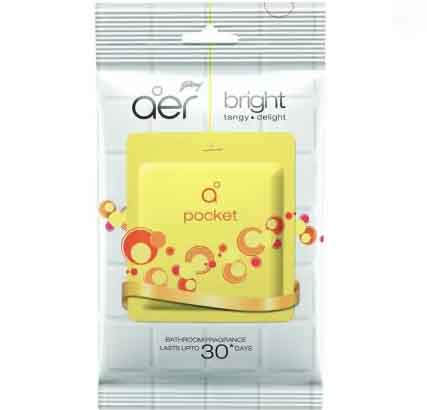 Godrej
aer
bright
tangy • delight
a
pocket
BATHROOM FRAGRANCE
LASTS UPTO *30* DAYS